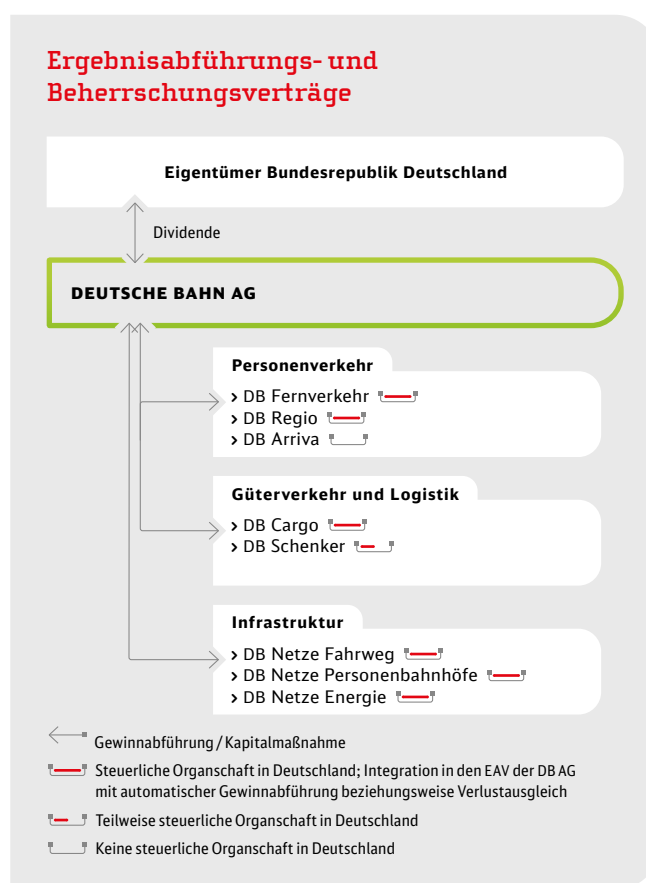 Ergebnisabführungs- und
Beherrschungsverträge
Eigentümer Bundesrepublik Deutschland
Dividende
DEUTSCHE BAHN AG
Personenverkehr
› DB Fernverkehr
› DB Regio
› DB Arriva
Güterverkehr und Logistik
› DB Cargo
› DB Schenker
Infrastruktur
› DB Netze Fahrweg
› DB Netze Personenbahnhöfe
› DB Netze Energie
Gewinnabführung / Kapitalmaßnahme
Steuerliche Organschaft in Deutschland; Integration in den EAV der DB AG
mit automatischer Gewinnabführung beziehungsweise Verlustausgleich
Teilweise steuerliche Organschaft in Deutschland
Keine steuerliche Organschaft in Deutschland